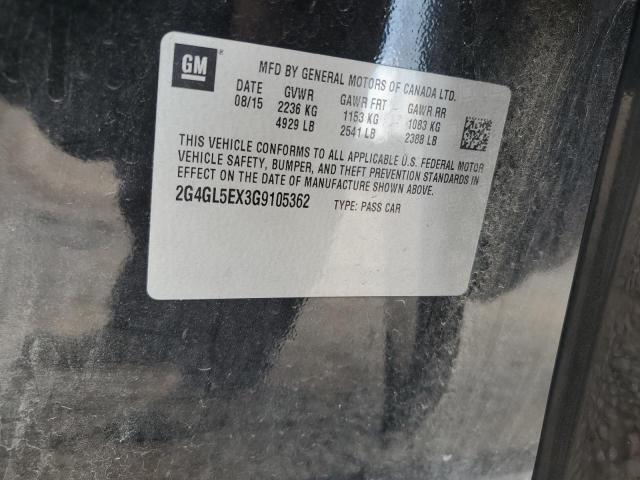 GM
MFD BY GENERAL MOTORS OF CANADA LTD.
DATE GVWR GAWR FRT GAWR RR
08/15 2236 KG 1153 KG 1083 KG
4929 LB 2541 LB 2388 LB
THIS VEHICLE CONFORMS TO ALL APPLICABLE U.S. FEDERAL MOTOR
VEHICLE SAFETY, BUMPER, AND THEFT PREVENTION STANDARDS IN
EFFECT ON THE DATE OF MANUFACTURE SHOWN ABOVE.
2G4GL5EX3G9105362 TYPE: PASS CAR